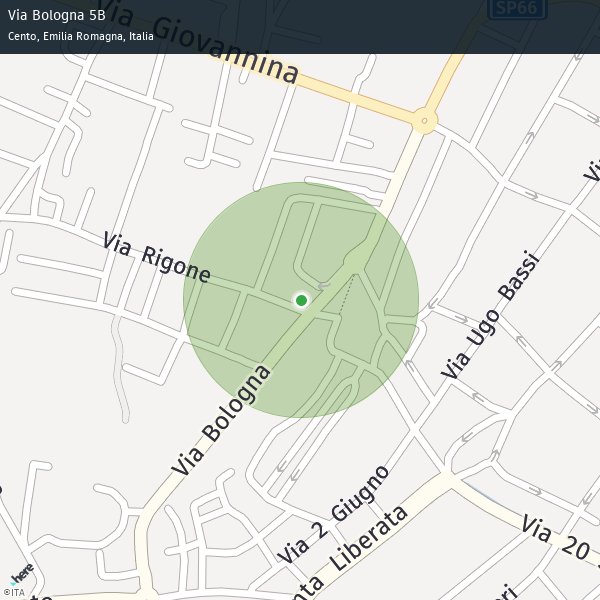 Via Bologna 5B
Cento, Emilia Romagna, Italia
SP66
Via Giovannina
Via Rigone
Via Ugo Bassi
Via Bologna
Via 2 Giugno
Liberata
Via 20
here
©ITA